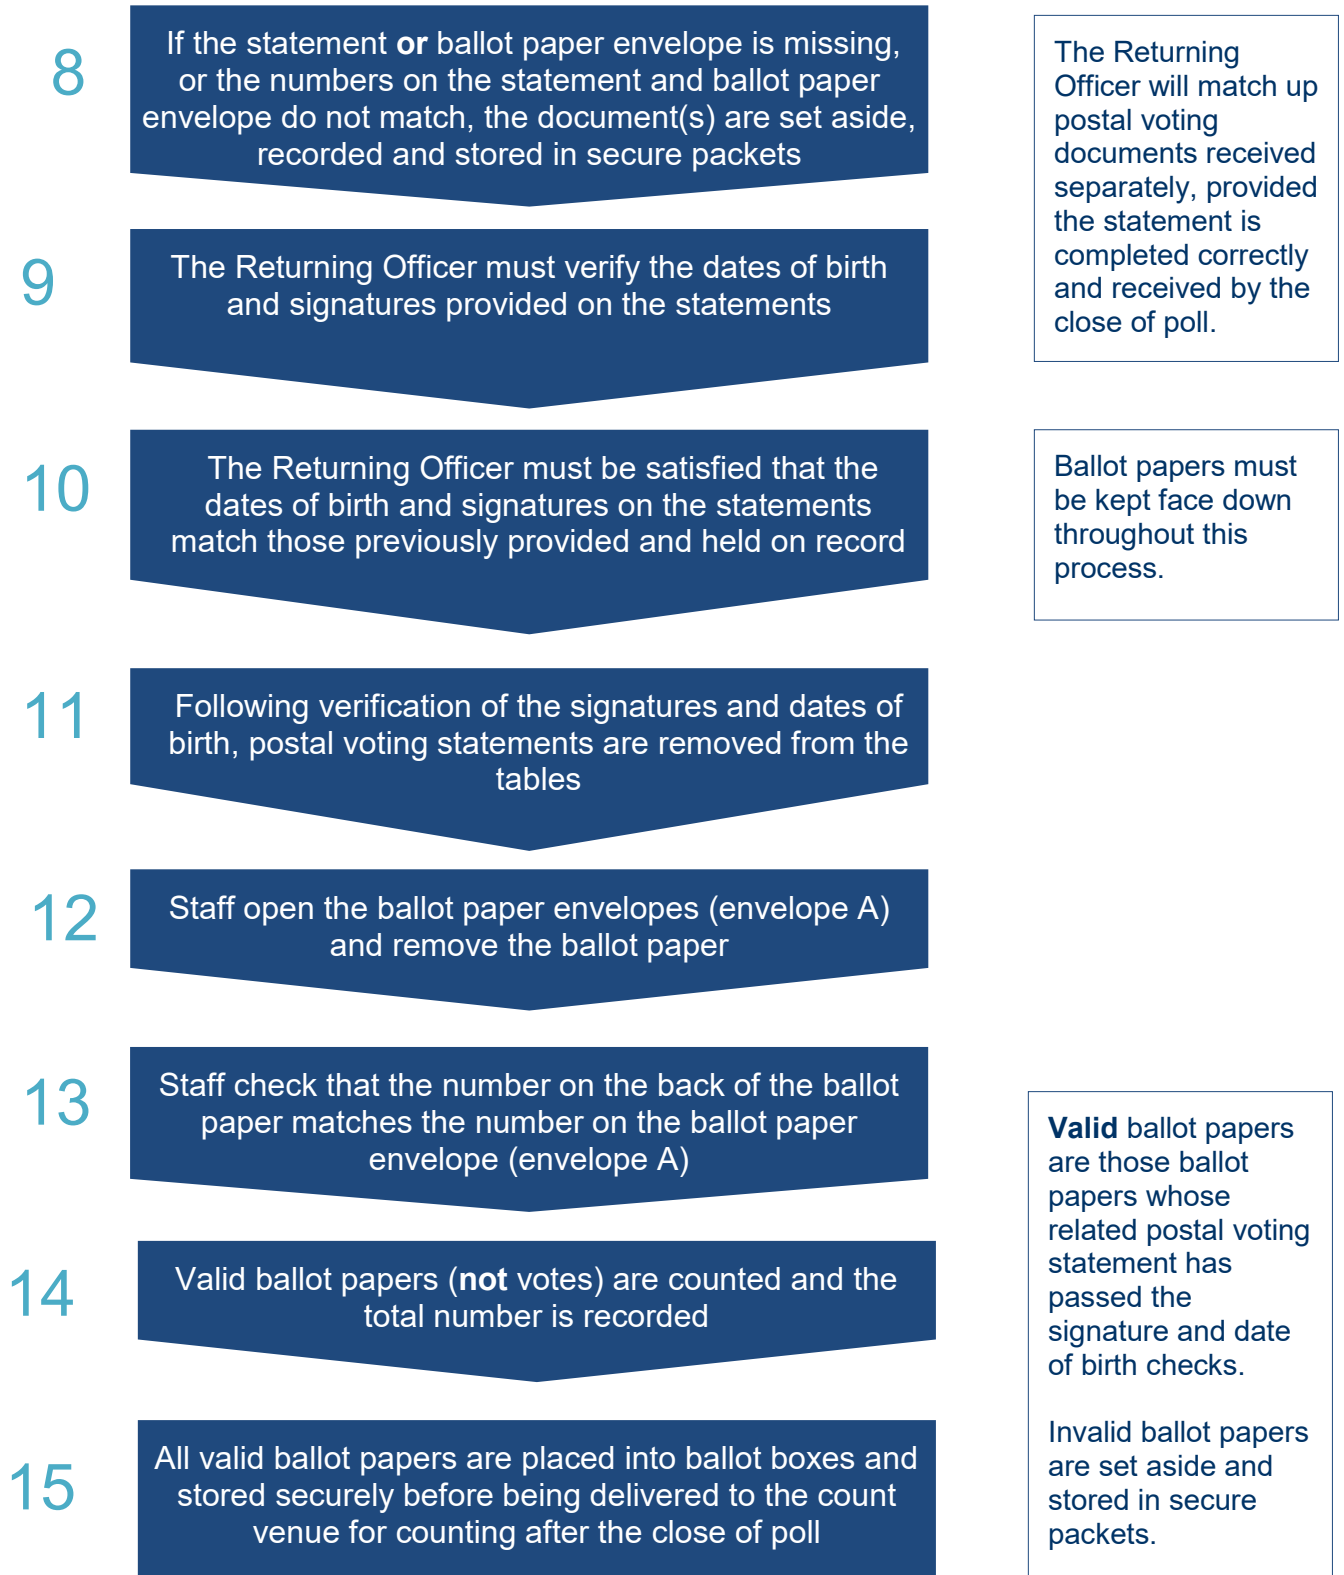 8
If the statement or ballot paper envelope is missing,
or the numbers on the statement and ballot paper
envelope do not match, the document(s) are set aside,
recorded and stored in secure packets
The Returning
Officer will match up
postal voting
documents received
separately, provided
the statement is
completed correctly
and received by the
close of poll.
9
The Returning Officer must verify the dates of birth
and signatures provided on the statements
10
The Returning Officer must be satisfied that the
dates of birth and signatures on the statements
match those previously provided and held on record
Ballot papers must
be kept face down
throughout this
process.
11
Following verification of the signatures and dates of
birth, postal voting statements are removed from the
tables
12
Staff open the ballot paper envelopes (envelope A)
and remove the ballot paper
13
Staff check that the number on the back of the ballot
paper matches the number on the ballot paper
envelope (envelope A)
14
Valid ballot papers (not votes) are counted and the
total number is recorded
Valid ballot papers
are those ballot
papers whose
related postal voting
statement has
passed the
signature and date
of birth checks.
Invalid ballot papers
are set aside and
stored in secure
packets.
15
All valid ballot papers are placed into ballot boxes and
stored securely before being delivered to the count
venue for counting after the close of poll